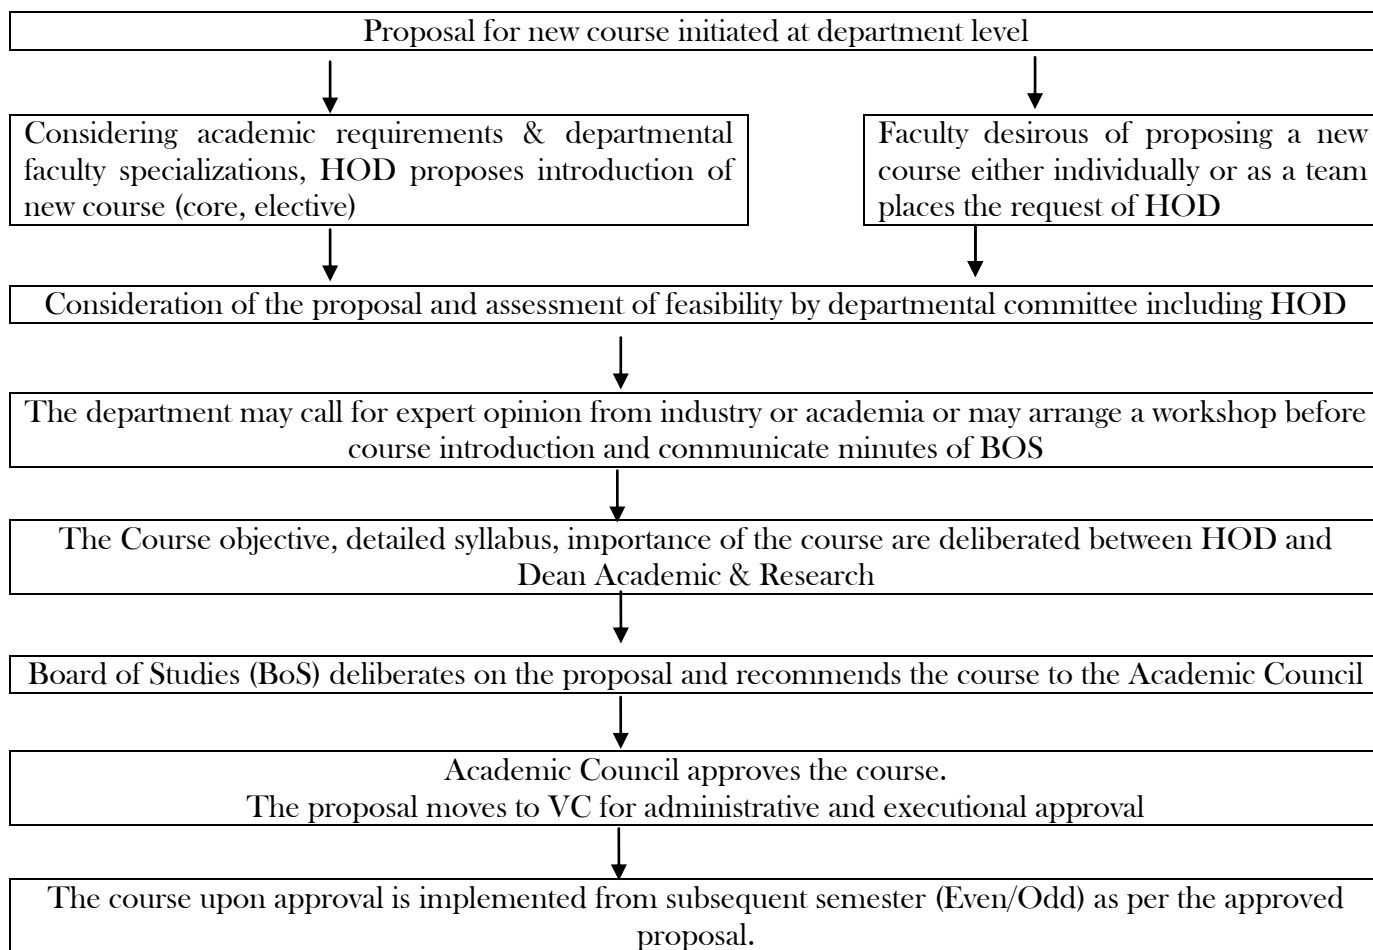 Proposal for new course initiated at department level
Considering academic requirements & departmental
faculty specializations, HOD proposes introduction of
new course (core, elective)
Faculty desirous of proposing a new
course either individually or as a team
places the request of HOD
Consideration of the proposal and assessment of feasibility by departmental committee including HOD
The department may call for expert opinion from industry or academia or may arrange a workshop before
course introduction and communicate minutes of BOS
The Course objective, detailed syllabus, importance of the course are deliberated between HOD and
Dean Academic & Research
Board of Studies (BoS) deliberates on the proposal and recommends the course to the Academic Council
Academic Council approves the course.
The proposal moves to VC for administrative and executional approval
The course upon approval is implemented from subsequent semester (Even/Odd) as per the approved
proposal.